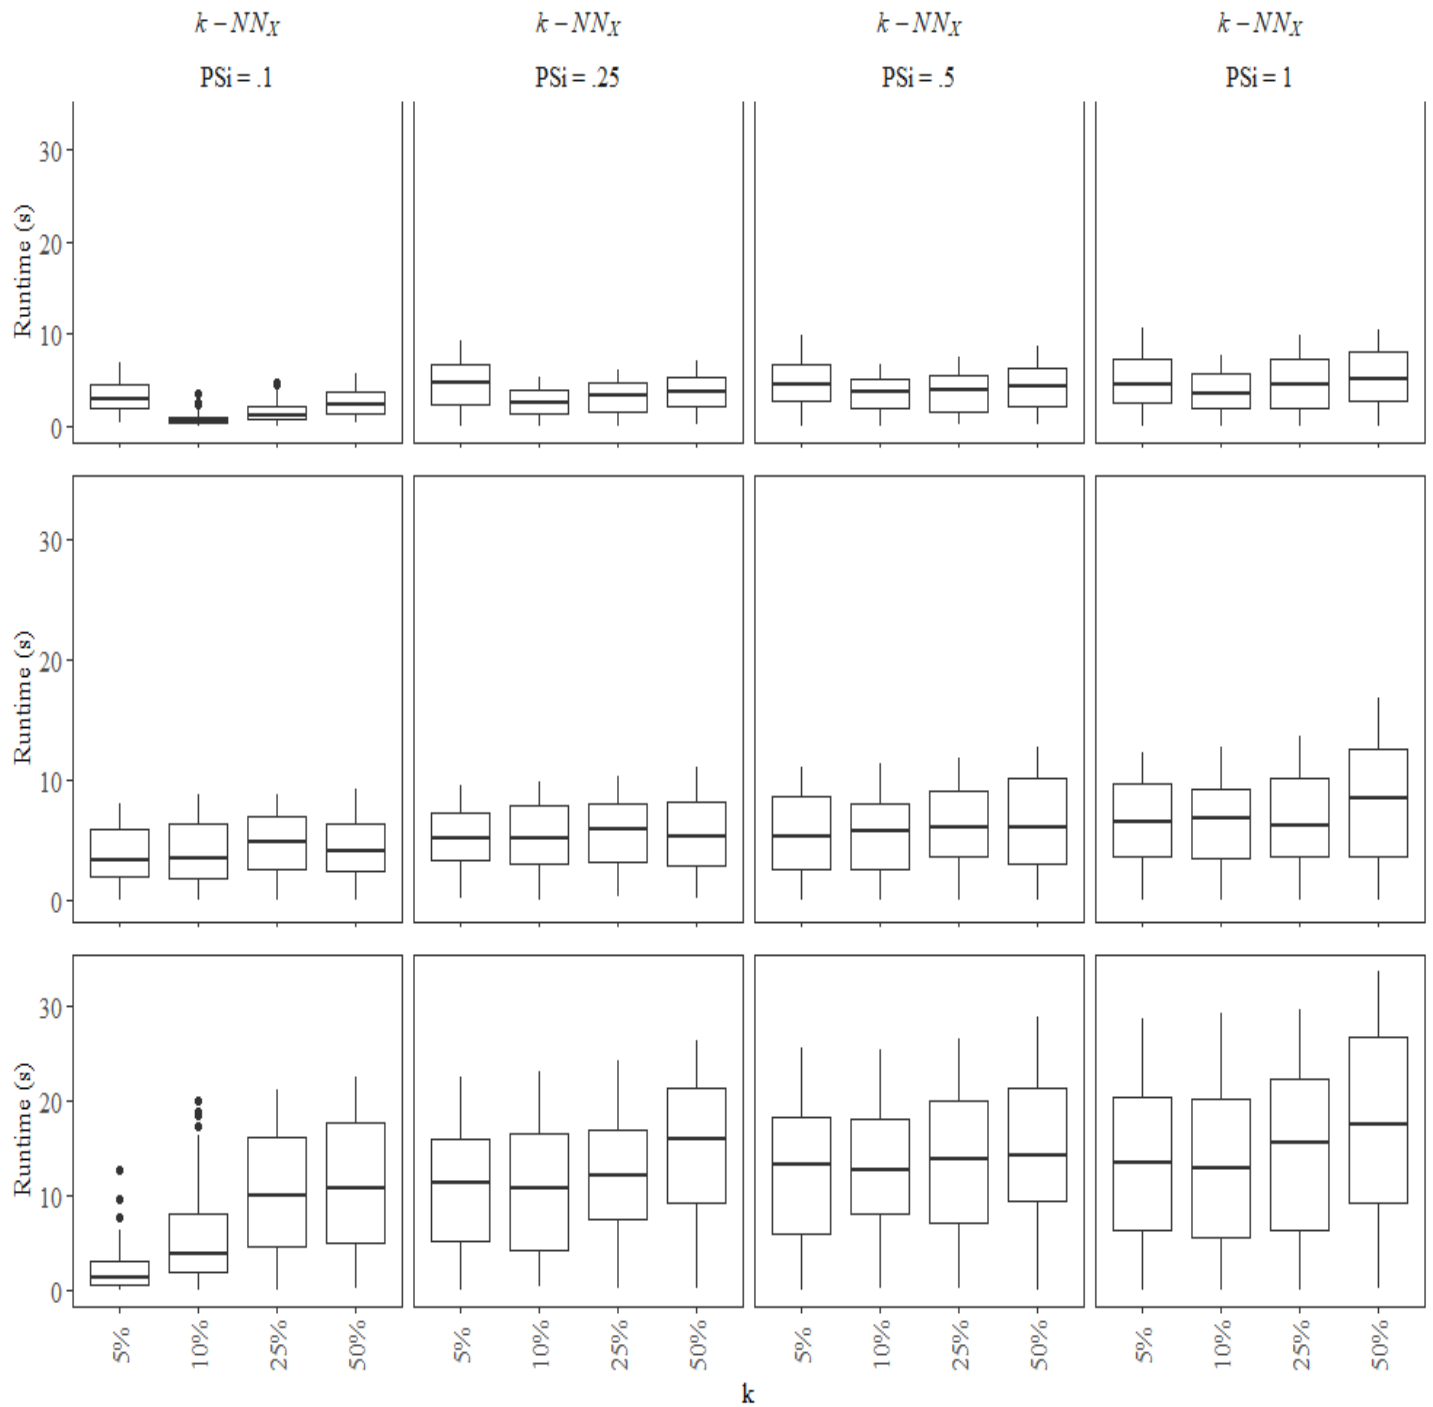 k – NN_X k – NN_X k – NN_X k – NN_X
PSi = .1 PSi = .25 PSi = .5 PSi = 1
Runtime (s)
30
20
10
0
Runtime (s)
30
20
10
0
Runtime (s)
30
20
10
0
5% 10% 25% 50% 5% 10% 25% 50% 5% 10% 25% 50% 5% 10% 25% 50%
k